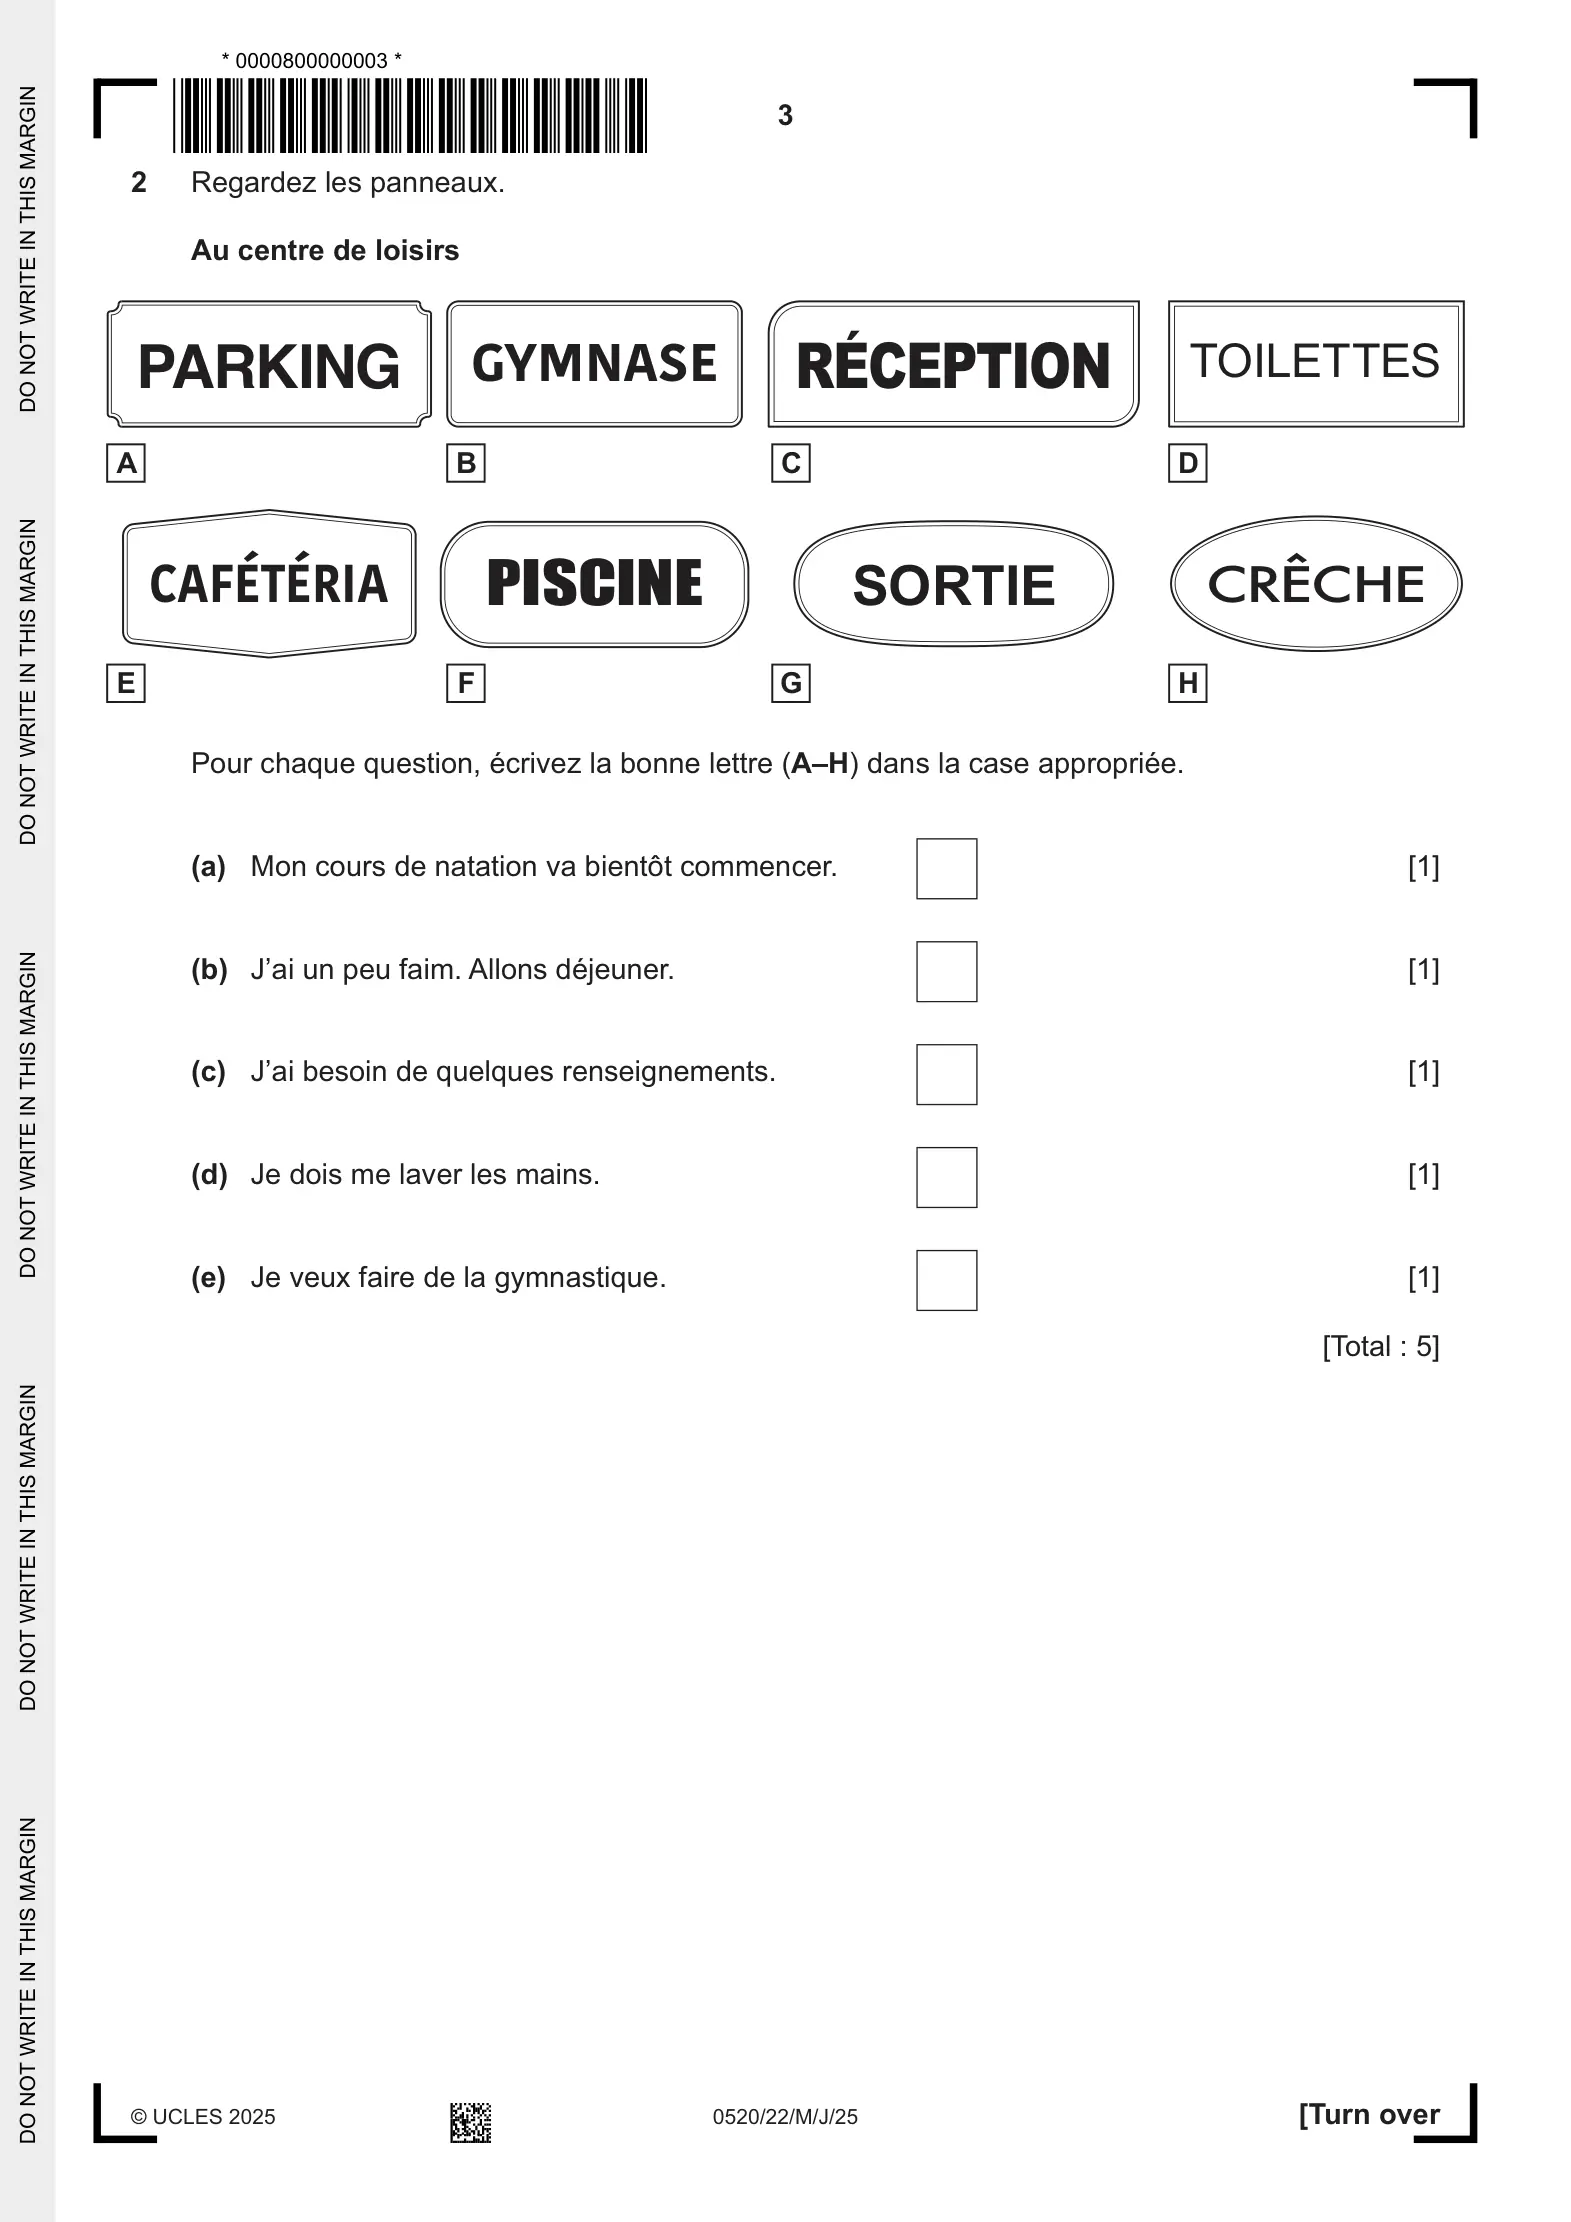 * 0000800000003 *
3
2 Regardez les panneaux.
Au centre de loisirs
PARKING GYMNASE RÉCEPTION TOILETTES
A B C D
CAFÉTÉRIA PISCINE SORTIE CRÊCHE
E F G H
Pour chaque question, écrivez la bonne lettre (A–H) dans la case appropriée.
(a) Mon cours de natation va bientôt commencer. [1]
(b) J’ai un peu faim. Allons déjeuner. [1]
(c) J’ai besoin de quelques renseignements. [1]
(d) Je dois me laver les mains. [1]
(e) Je veux faire de la gymnastique. [1]
[Total : 5]
© UCLES 2025 0520/22/M/J/25 [Turn over
DO NOT WRITE IN THIS MARGIN
DO NOT WRITE IN THIS MARGIN
DO NOT WRITE IN THIS MARGIN
DO NOT WRITE IN THIS MARGIN
DO NOT WRITE IN THIS MARGIN